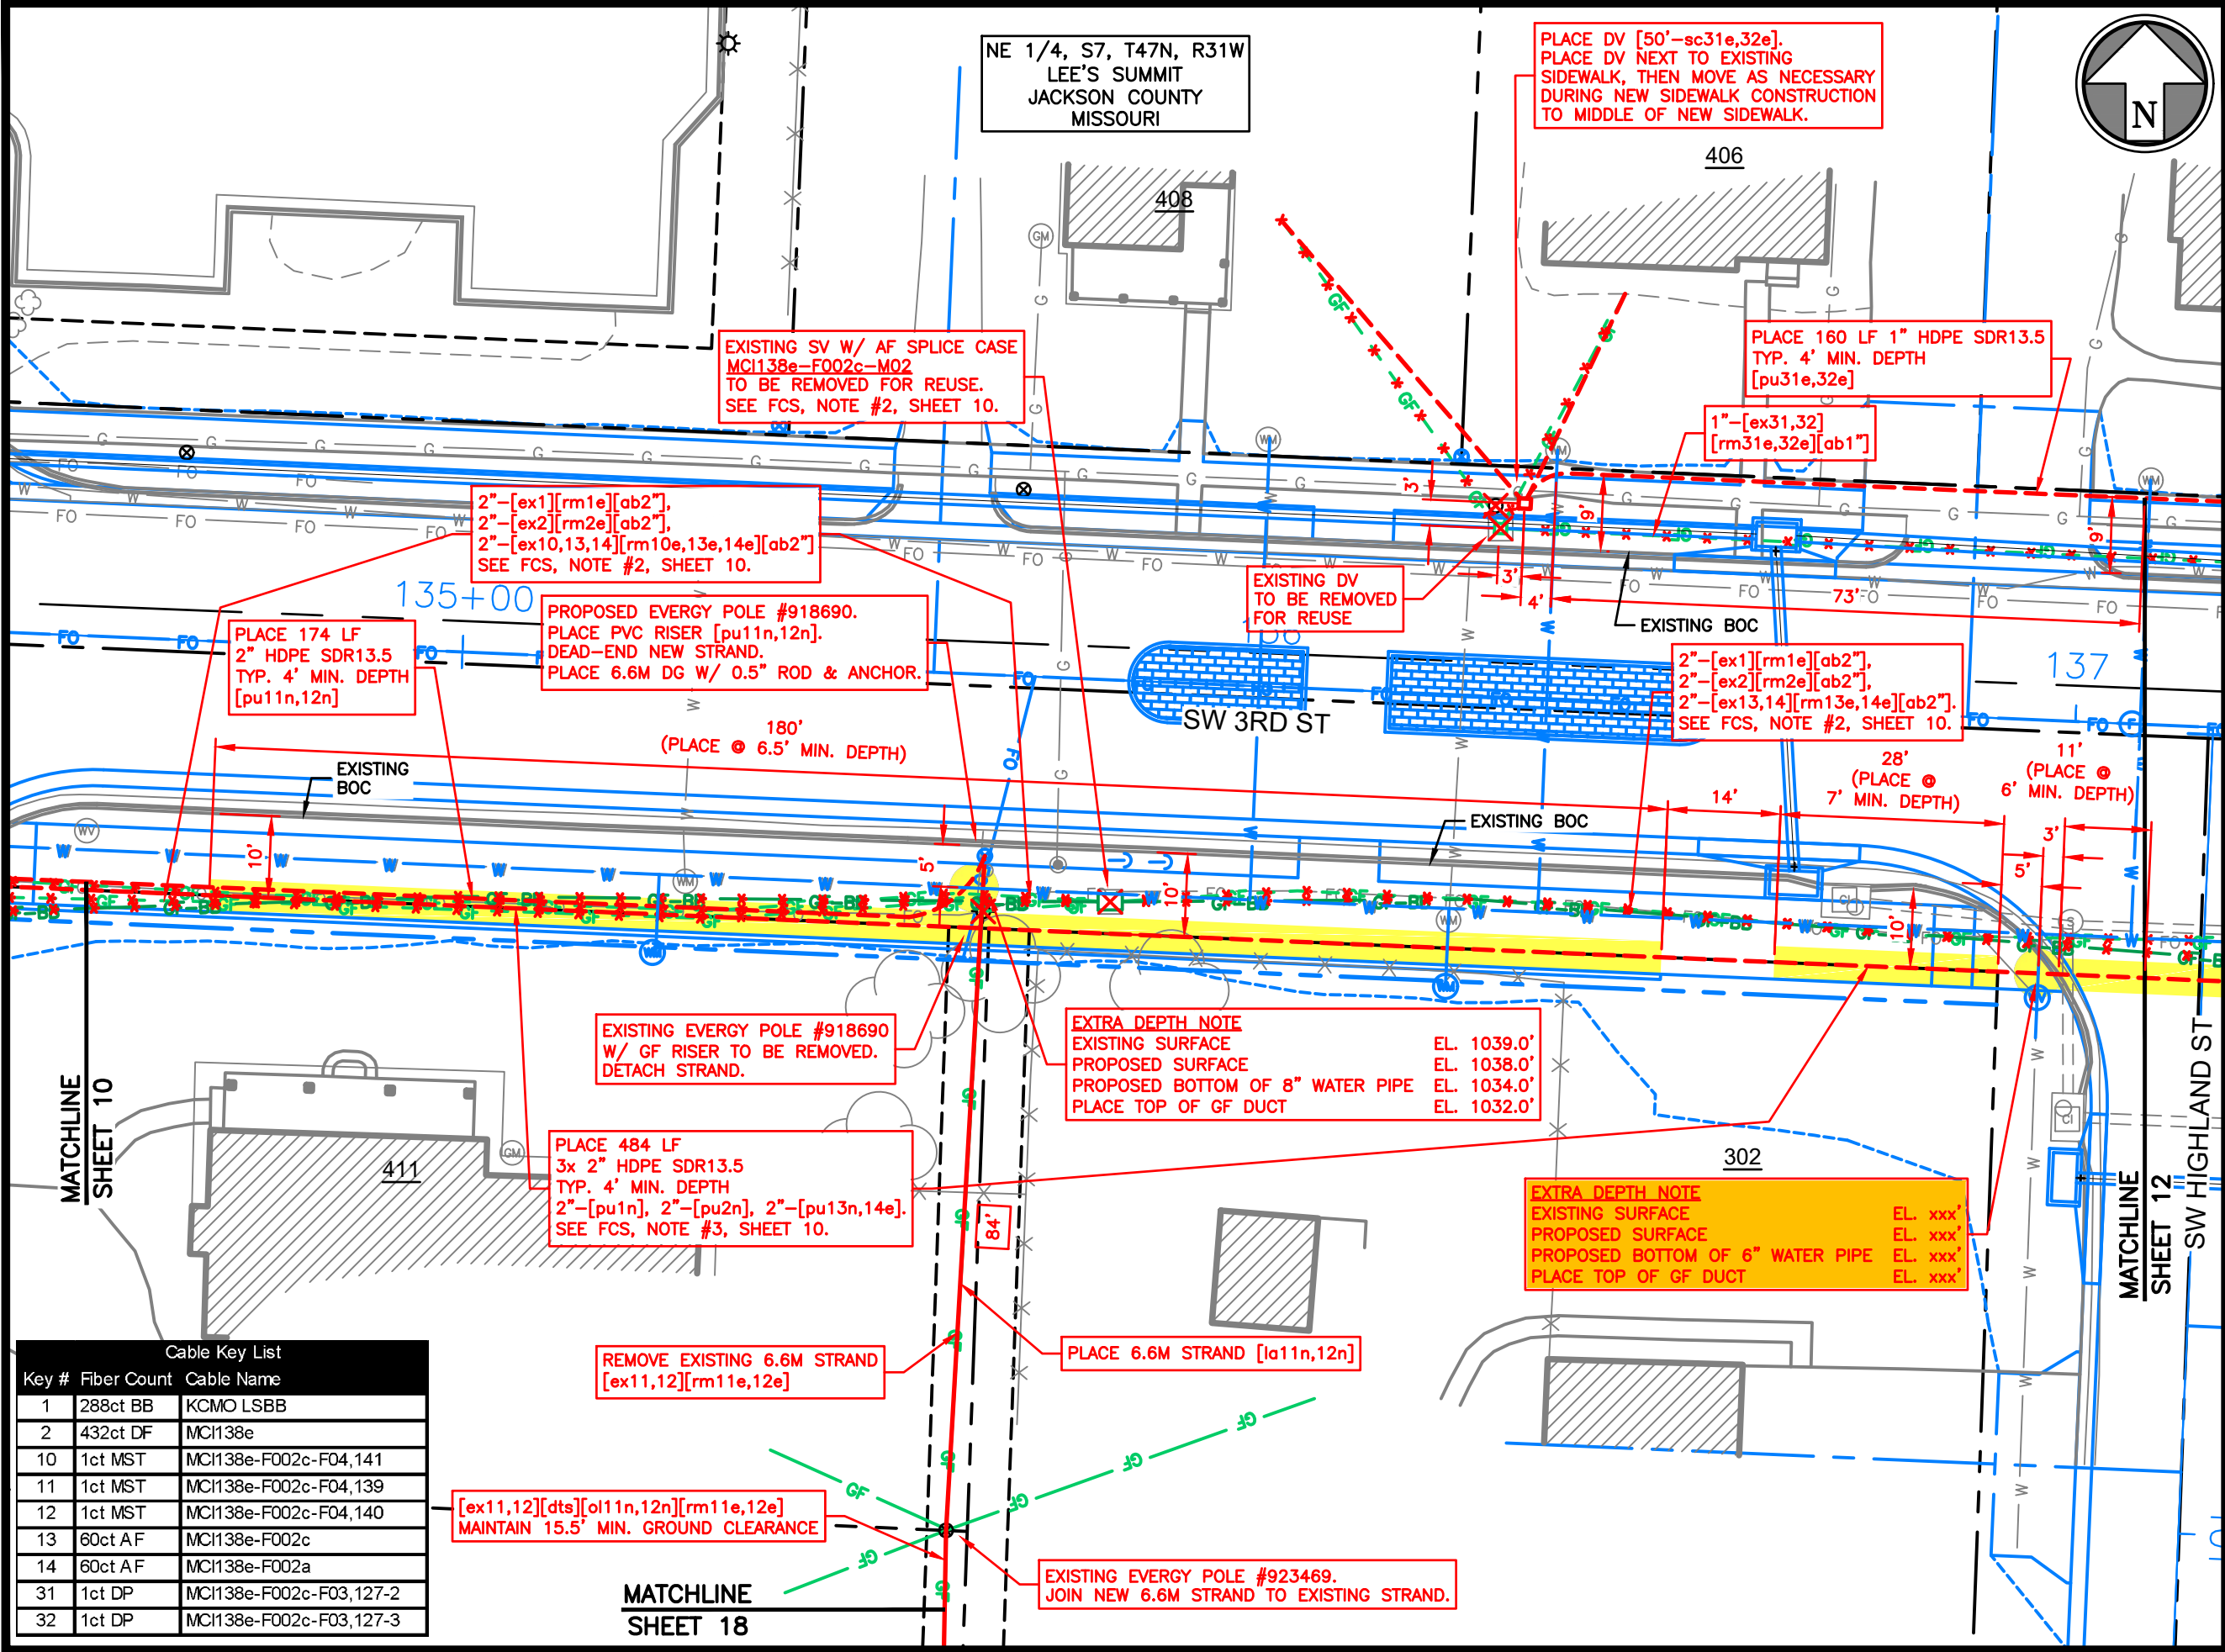 NE 1/4, S7, T47N, R31W
LEE'S SUMMIT
JACKSON COUNTY
MISSOURI
PLACE DV [50'-sc31e,32e].
PLACE DV NEXT TO EXISTING
SIDEWALK, THEN MOVE AS NECESSARY
DURING NEW SIDEWALK CONSTRUCTION
TO MIDDLE OF NEW SIDEWALK.
N
406
408
GM
EXISTING SV W/ AF SPLICE CASE
MCI138e-F002c-M02
TO BE REMOVED FOR REUSE.
SEE FCS, NOTE #2, SHEET 10.
PLACE 160 LF 1" HDPE SDR13.5
TYP. 4' MIN. DEPTH
[pu31e,32e]
1"-[ex31,32]
[rm31e,32e][ab1"]
WM
WM
WM
3'
9'
9'
2"-[ex1][rm1e][ab2"],
2"-[ex2][rm2e][ab2"],
2"-[ex10,13,14][rm10e,13e,14e][ab2"]
SEE FCS, NOTE #2, SHEET 10.
EXISTING DV
TO BE REMOVED
FOR REUSE
3'
4'
73'
EXISTING BOC
135+00
137
PROPOSED EVERGY POLE #918690.
PLACE PVC RISER [pu11n,12n].
DEAD-END NEW STRAND.
PLACE 6.6M DG W/ 0.5" ROD & ANCHOR.
PLACE 174 LF
2" HDPE SDR13.5
TYP. 4' MIN. DEPTH
[pu11n,12n]
2"-[ex1][rm1e][ab2"],
2"-[ex2][rm2e][ab2"],
2"-[ex13,14][rm13e,14e][ab2"].
SEE FCS, NOTE #2, SHEET 10.
SW 3RD ST
180'
(PLACE @ 6.5' MIN. DEPTH)
EXISTING
BOC
14'
28'
(PLACE @
7' MIN. DEPTH)
11'
(PLACE @
6' MIN. DEPTH)
EXISTING BOC
3'
5'
WV
10'
5'
10'
10'
WM
WM
WM
WM
EXISTING EVERGY POLE #918690
W/ GF RISER TO BE REMOVED.
DETACH STRAND.
EXTRA DEPTH NOTE
EXISTING SURFACE EL. 1039.0'
PROPOSED SURFACE EL. 1038.0'
PROPOSED BOTTOM OF 8" WATER PIPE EL. 1034.0'
PLACE TOP OF GF DUCT EL. 1032.0'
MATCHLINE
SHEET 10
411
GM
PLACE 484 LF
3x 2" HDPE SDR13.5
TYP. 4' MIN. DEPTH
2"-[pu1n], 2"-[pu2n], 2"-[pu13n,14e].
SEE FCS, NOTE #3, SHEET 10.
84'
302
EXTRA DEPTH NOTE
EXISTING SURFACE EL. xxx'
PROPOSED SURFACE EL. xxx'
PROPOSED BOTTOM OF 6" WATER PIPE EL. xxx'
PLACE TOP OF GF DUCT EL. xxx'
MATCHLINE
SHEET 12
SW HIGHLAND ST
REMOVE EXISTING 6.6M STRAND
[ex11,12][rm11e,12e]
PLACE 6.6M STRAND [la11n,12n]
Cable Key List
Key # Fiber Count Cable Name
1 288ct BB KCMO LSBB
2 432ct DF MCI138e
10 1ct MST MCI138e-F002c-F04,141
11 1ct MST MCI138e-F002c-F04,139
12 1ct MST MCI138e-F002c-F04,140
13 60ct AF MCI138e-F002c
14 60ct AF MCI138e-F002a
31 1ct DP MCI138e-F002c-F03,127-2
32 1ct DP MCI138e-F002c-F03,127-3
[ex11,12][dts][ol11n,12n][rm11e,12e]
MAINTAIN 15.5' MIN. GROUND CLEARANCE
EXISTING EVERGY POLE #923469.
JOIN NEW 6.6M STRAND TO EXISTING STRAND.
MATCHLINE
SHEET 18